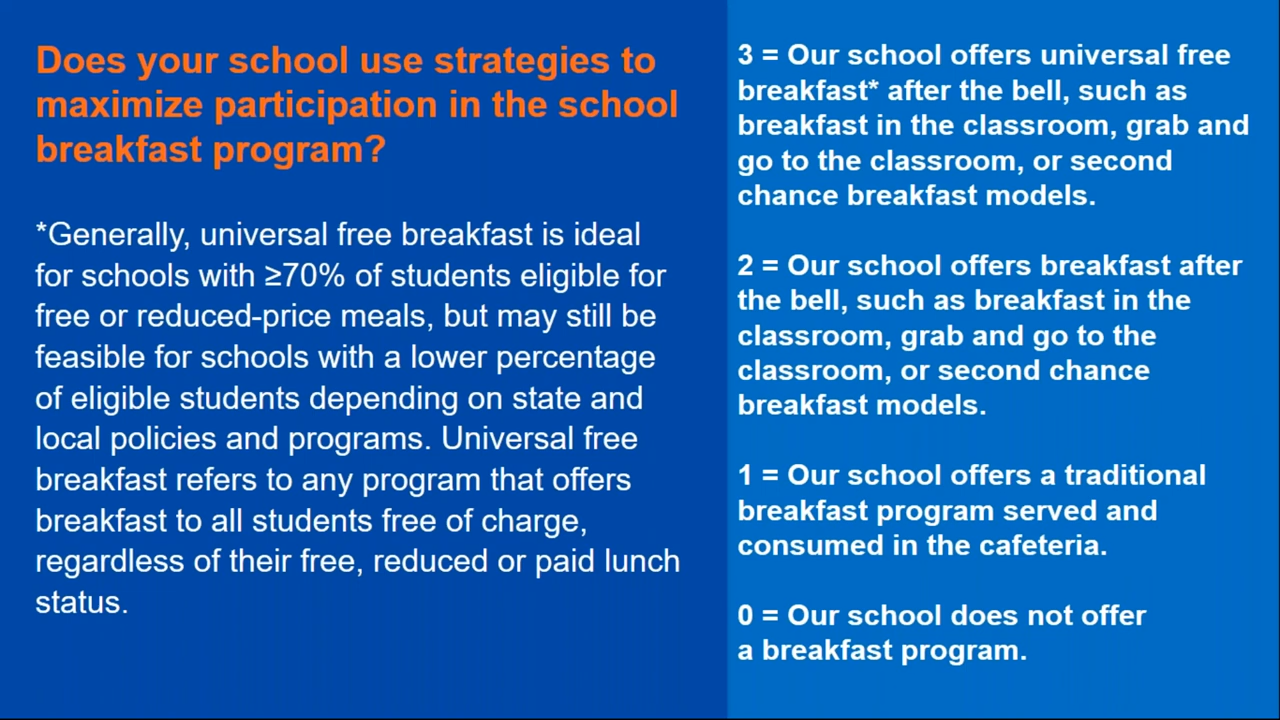 Does your school use strategies to
maximize participation in the school
breakfast program?
*Generally, universal free breakfast is ideal
for schools with ≥70% of students eligible for
free or reduced-price meals, but may still be
feasible for schools with a lower percentage
of eligible students depending on state and
local policies and programs. Universal free
breakfast refers to any program that offers
breakfast to all students free of charge,
regardless of their free, reduced or paid lunch
status.
3 = Our school offers universal free
breakfast* after the bell, such as
breakfast in the classroom, grab and
go to the classroom, or second
chance breakfast models.
2 = Our school offers breakfast after
the bell, such as breakfast in the
classroom, grab and go to the
classroom, or second chance
breakfast models.
1 = Our school offers a traditional
breakfast program served and
consumed in the cafeteria.
0 = Our school does not offer
a breakfast program.